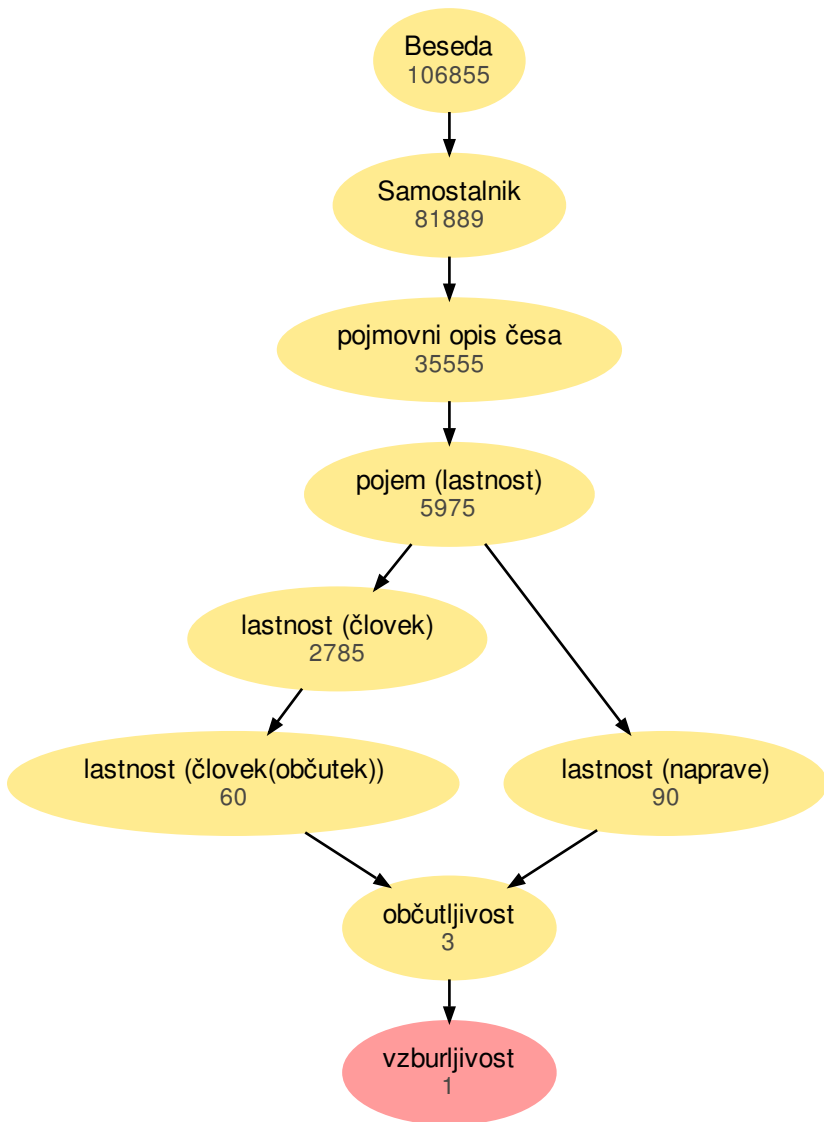 Beseda
106855
Samostalnik
81889
pojmovni opis česa
35555
pojem (lastnost)
5975
lastnost (človek)
2785
lastnost (človek(občutek))
60
lastnost (naprave)
90
občutljivost
3
vzburljivost
1